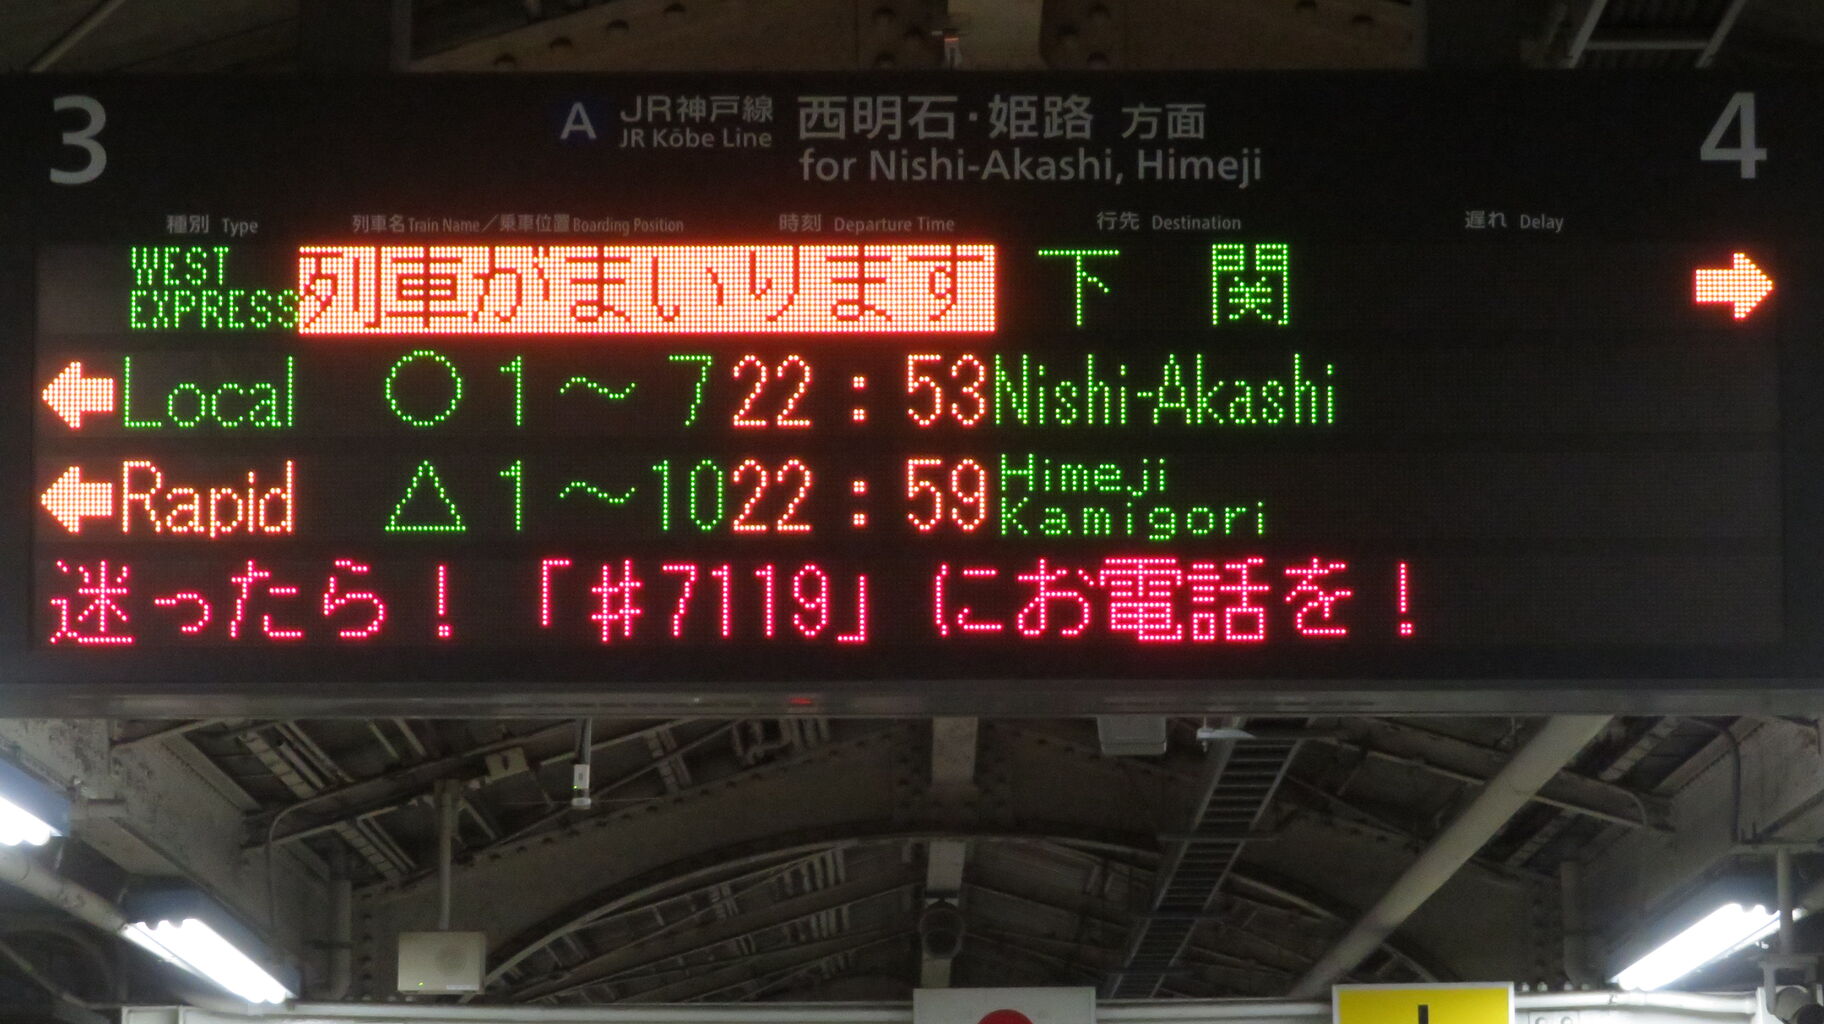 3
A JR神戸線 西明石・姫路 方面
JR Kōbe Line for Nishi-Akashi, Himeji
4
種別 Type 列車名 Train Name／乗車位置 Boarding Position 時刻 Departure Time 行先 Destination 遅れ Delay
WEST EXPRESS 列車がまいります 下 関 →
← Local ○ 1～ 7 22:53 Nishi-Akashi
← Rapid △ 1～10 22:59 Himeji Kamigori
迷ったら！「♯7119」にお電話を！